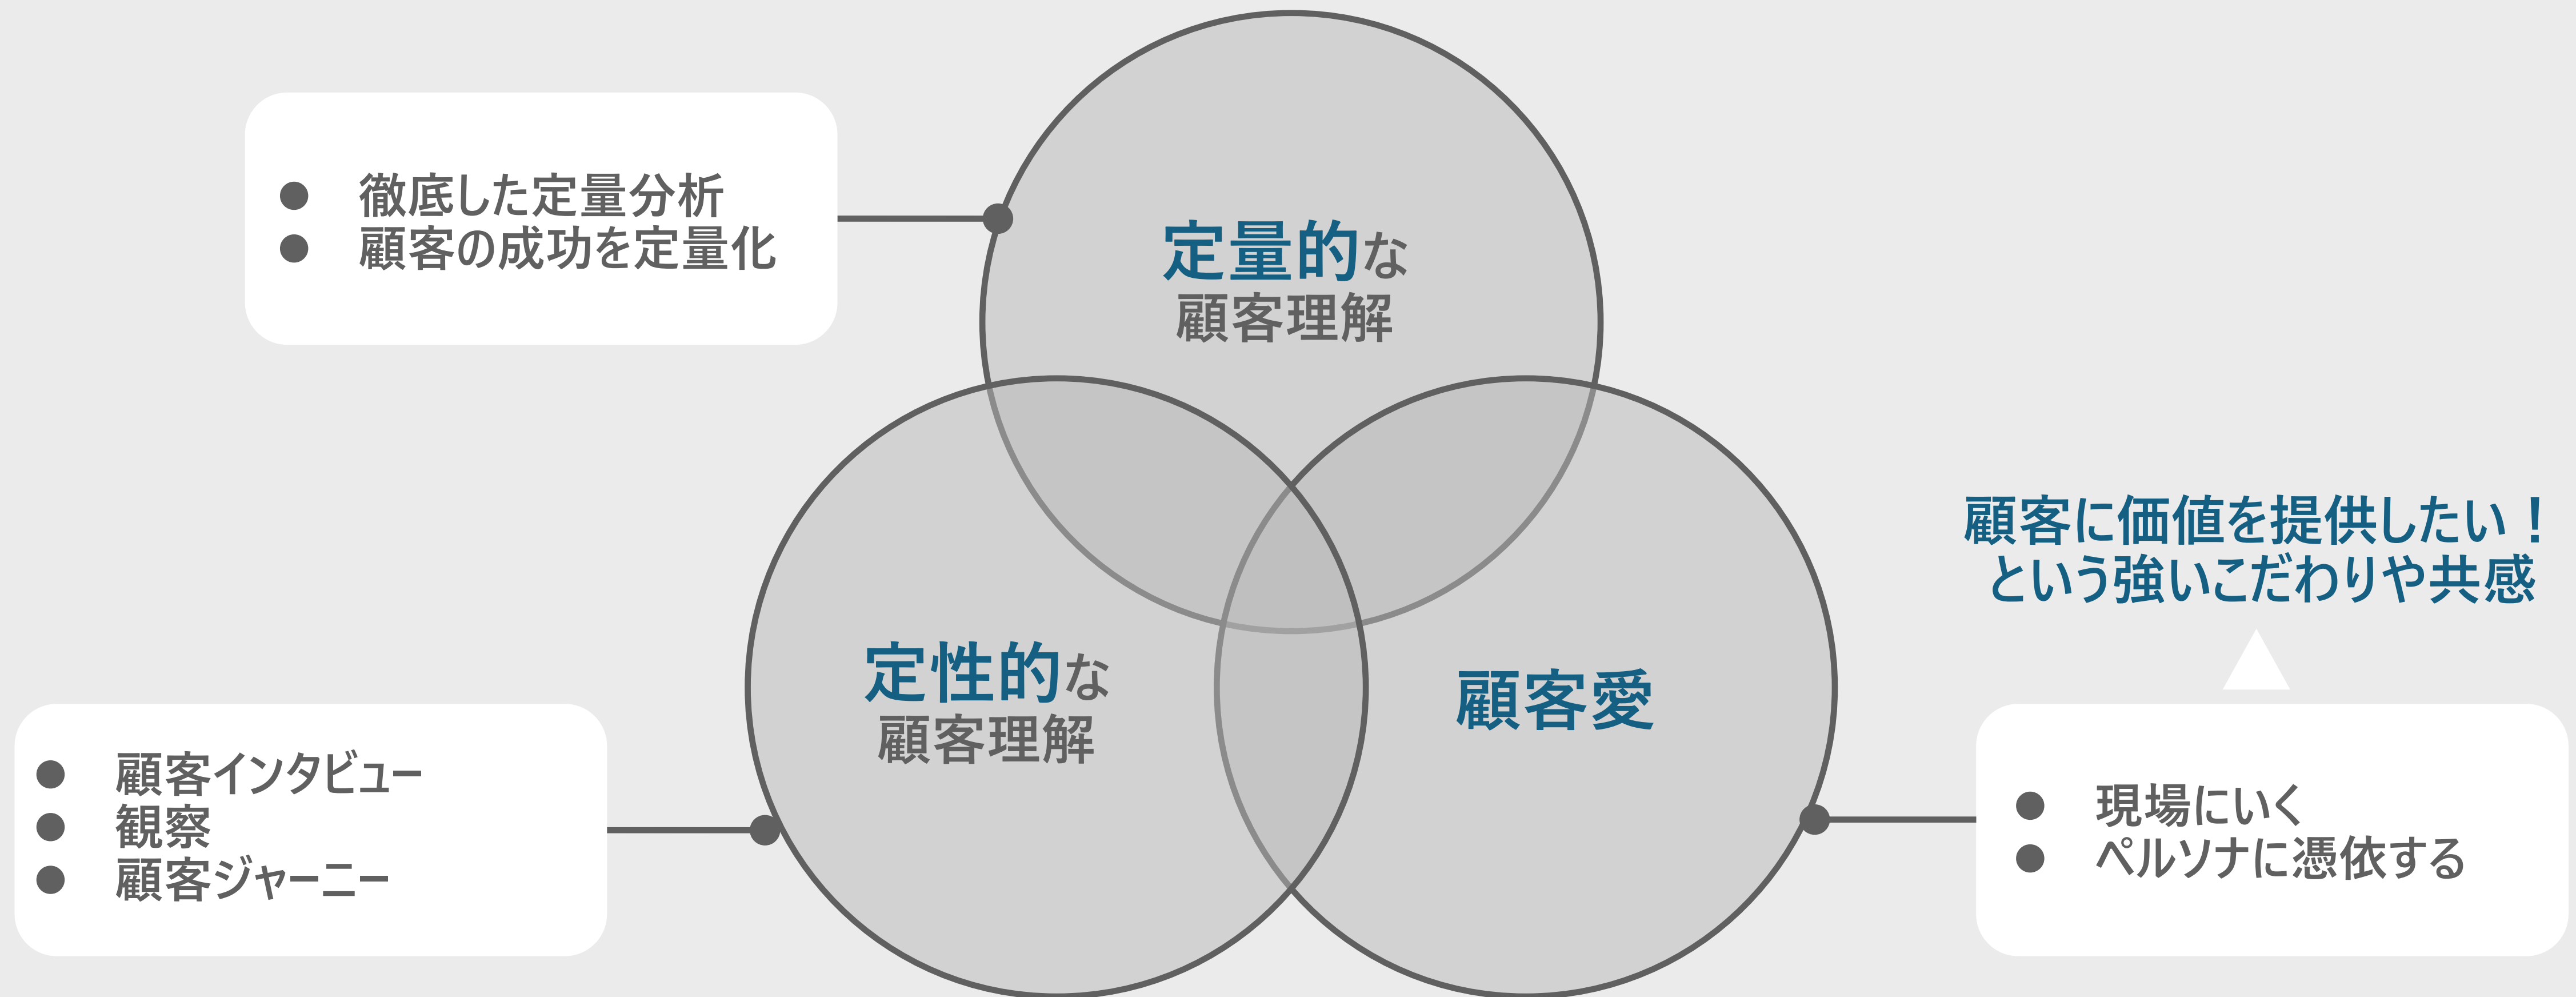 ● 徹底した定量分析
● 顧客の成功を定量化
定量的な
顧客理解
顧客に価値を提供したい！
という強いこだわりや共感
定性的な
顧客理解
顧客愛
● 顧客インタビュー
● 観察
● 顧客ジャーニー
● 現場にいく
● ペルソナに憑依する